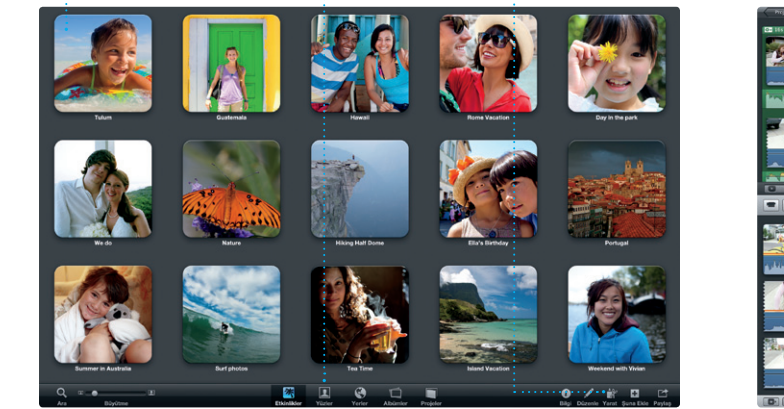 Tulum
Guatemala
Hawaii
Rome Vacation
Day in the park
We do
Nature
Hiking Half Dome
Ella's Birthday
Portugal
Summer in Australia
Surf photos
Tea Time
Island Vacation
Weekend with Vivian
Ara
Büyütme
Etkinlikler
Yüzler
Yerler
Albümler
Projeler
Bilgi
Düzenle
Yarat
Şuna Ekle
Paylaş